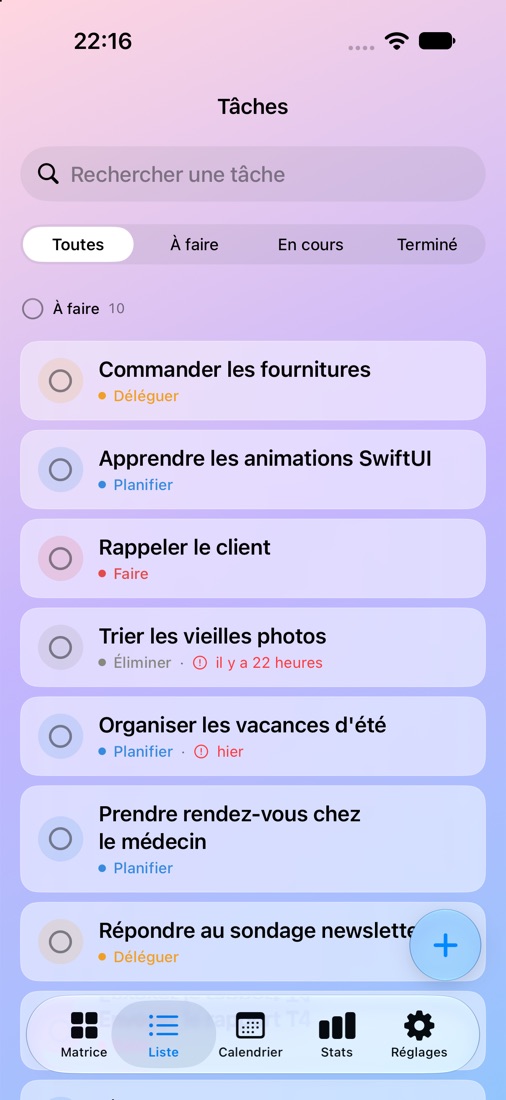 22:16
Tâches
Rechercher une tâche
Toutes
À faire
En cours
Terminé
À faire 10
Commander les fournitures
Déléguer
Apprendre les animations SwiftUI
Planifier
Rappeler le client
Faire
Trier les vieilles photos
Éliminer · il y a 22 heures
Organiser les vacances d'été
Planifier · hier
Prendre rendez-vous chez
le médecin
Planifier
Répondre au sondage
Déléguer
Matrice
Liste
Calendrier
Stats
Réglages